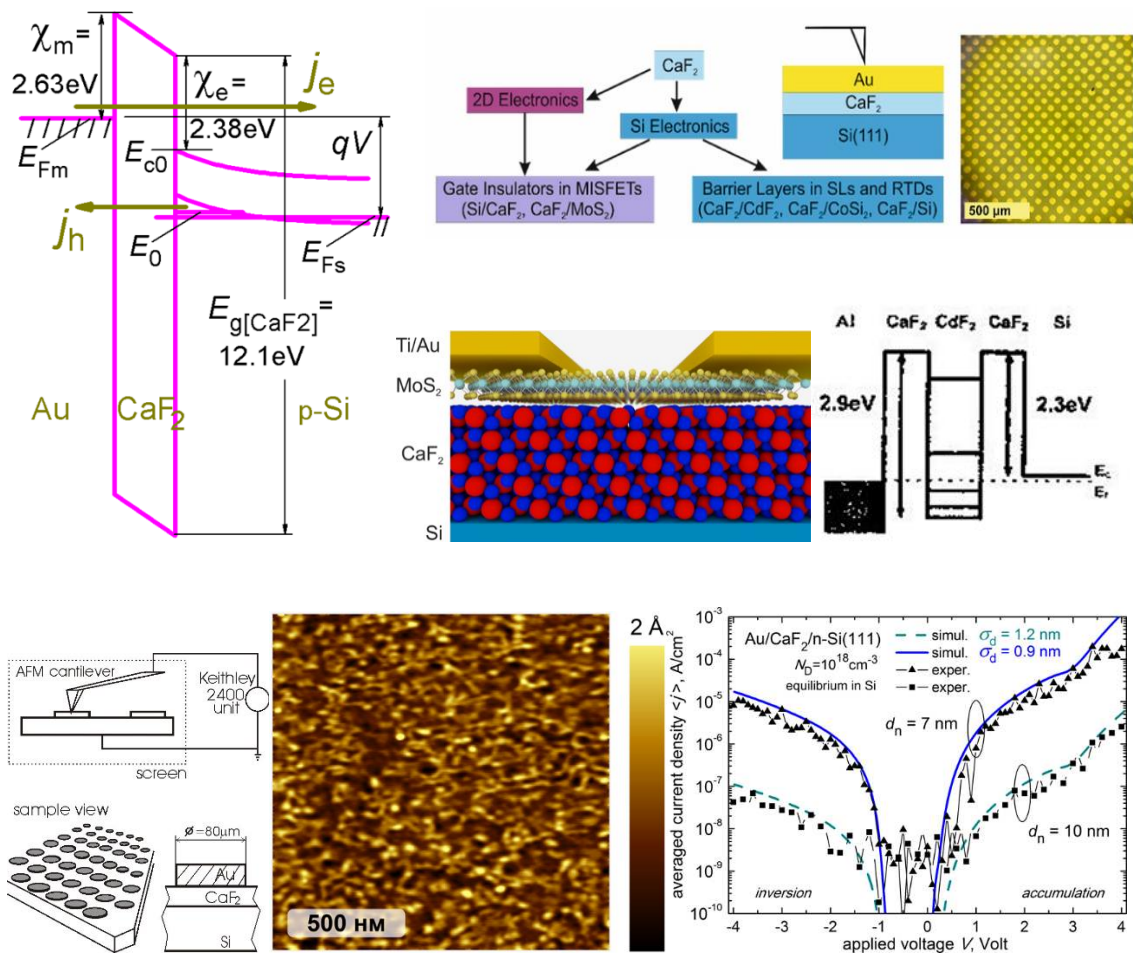 χm=
2.63eV
je
χe=
2.38eV
EFm
Ec0
qV
jh
E0
EFs
Eg[CaF2]=
12.1eV
Au
CaF2
p-Si
CaF2
2D Electronics
Si Electronics
Gate Insulators in MISFETs
(Si/CaF2, CaF2/MoS2)
Barrier Layers in SLs and RTDs
(CaF2/CdF2, CaF2/CoSi2, CaF2/Si)
Au
CaF2
Si(111)
500 µm
Ti/Au
MoS2
CaF2
Si
Al CaF2 CdF2 CaF2 Si
2.9eV
2.3eV
Ec
EF
AFM cantilever
Keithley
2400
unit
screen
sample view
ø=80µm
Au
CaF2
Si
500 нм
2 Å
2
Au/CaF2/n-Si(111)
ND=10^18cm^-3
equilibrium in Si
simul. σd = 1.2 nm
simul. σd = 0.9 nm
exper.
exper.
dn = 7 nm
dn = 10 nm
inversion
accumulation
averaged current density <j>, A/cm^2
10^-3
10^-4
10^-5
10^-6
10^-7
10^-8
10^-9
10^-10
-4 -3 -2 -1 0 1 2 3 4
applied voltage V, Volt